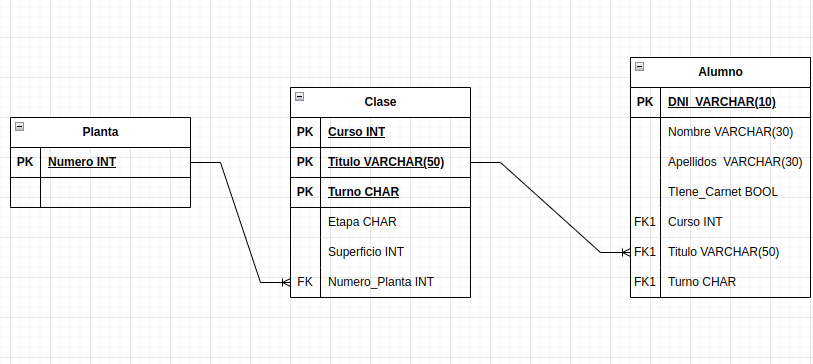 Planta
PK Numero INT
Clase
PK Curso INT
PK Titulo VARCHAR(50)
PK Turno CHAR
Etapa CHAR
Superficio INT
FK Numero_Planta INT
Alumno
PK DNI VARCHAR(10)
Nombre VARCHAR(30)
Apellidos VARCHAR(30)
TIene_Carnet BOOL
FK1 Curso INT
FK1 Titulo VARCHAR(50)
FK1 Turno CHAR